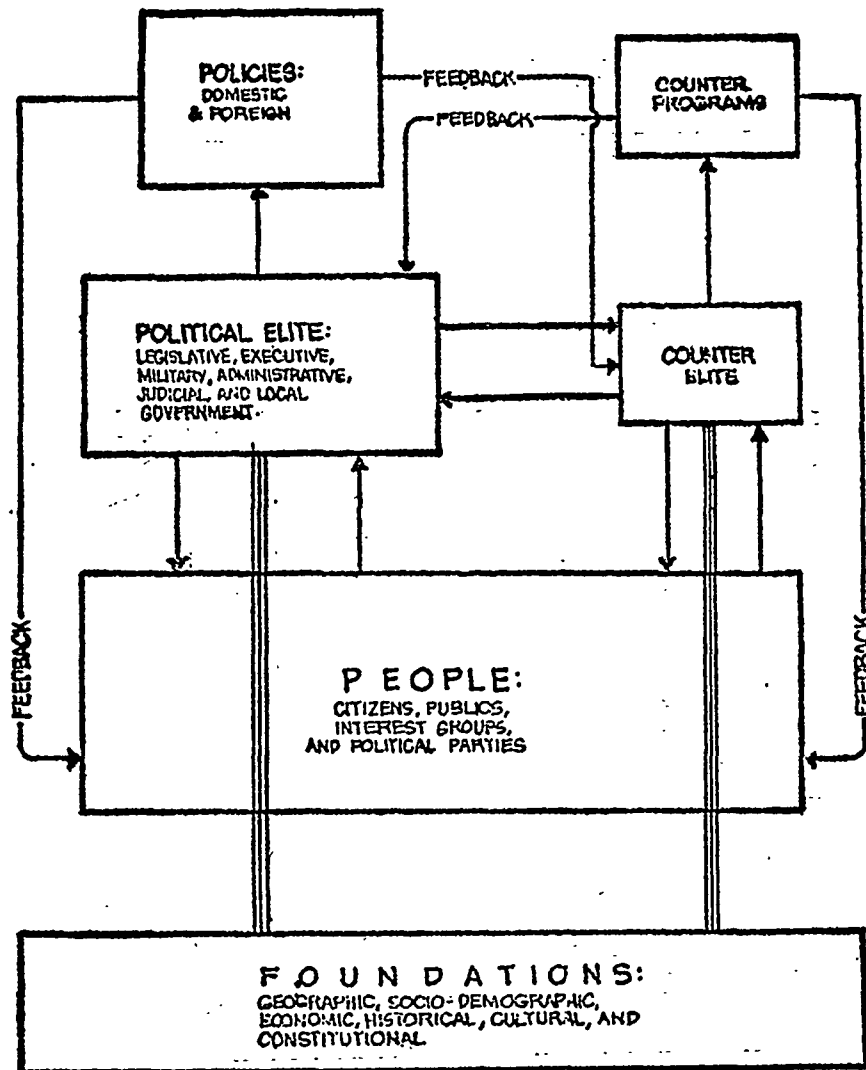 POLICIES:
DOMESTIC
& FOREIGN
FEEDBACK
FEEDBACK
COUNTER
PROGRAMS
POLITICAL ELITE:
LEGISLATIVE, EXECUTIVE,
MILITARY, ADMINISTRATIVE,
JUDICIAL, AND LOCAL
GOVERNMENT.
COUNTER
ELITE
FEEDBACK
PEOPLE:
CITIZENS, PUBLICS,
INTEREST GROUPS,
AND POLITICAL PARTIES
FEEDBACK
FOUNDATIONS:
GEOGRAPHIC, SOCIO-DEMOGRAPHIC,
ECONOMIC, HISTORICAL, CULTURAL, AND
CONSTITUTIONAL